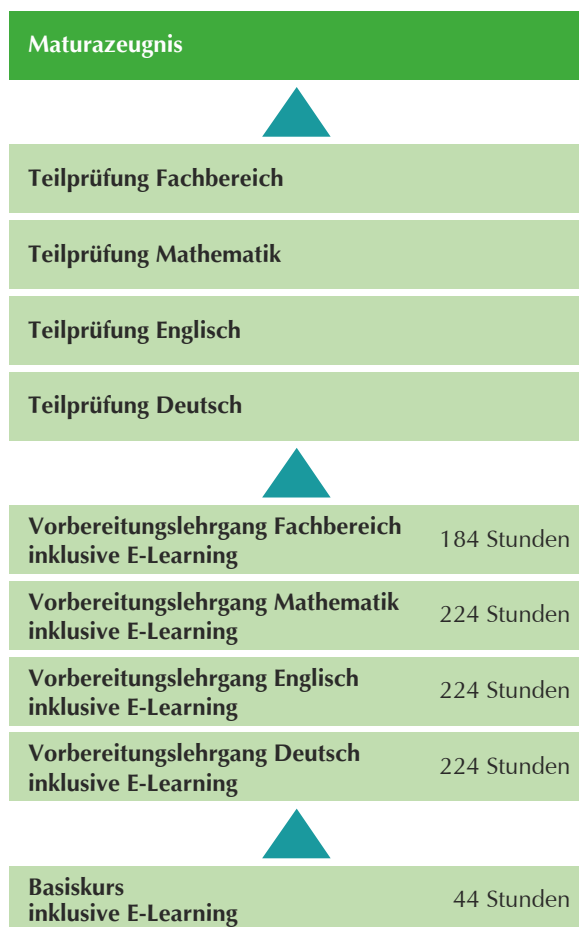 Maturazeugnis
Teilprüfung Fachbereich
Teilprüfung Mathematik
Teilprüfung Englisch
Teilprüfung Deutsch
Vorbereitungslehrgang Fachbereich
inklusive E-Learning
184 Stunden
Vorbereitungslehrgang Mathematik
inklusive E-Learning
224 Stunden
Vorbereitungslehrgang Englisch
inklusive E-Learning
224 Stunden
Vorbereitungslehrgang Deutsch
inklusive E-Learning
224 Stunden
Basiskurs
inklusive E-Learning
44 Stunden